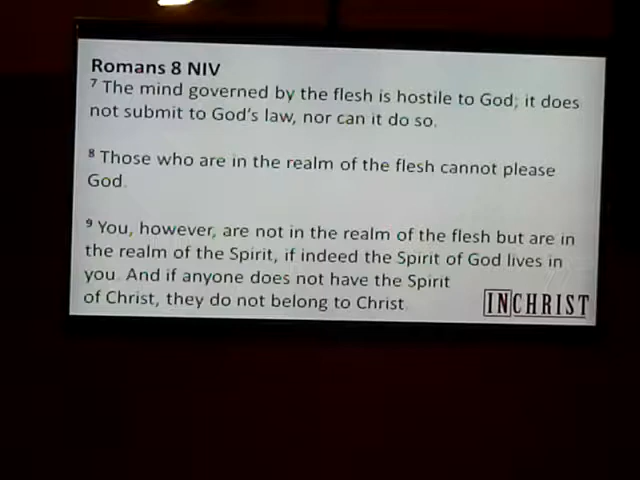 Romans 8 NIV
7 The mind governed by the flesh is hostile to God; it does
not submit to God's law, nor can it do so.
8 Those who are in the realm of the flesh cannot please
God.
9 You, however, are not in the realm of the flesh but are in
the realm of the Spirit, if indeed the Spirit of God lives in
you. And if anyone does not have the Spirit
of Christ, they do not belong to Christ.
INCHRIST